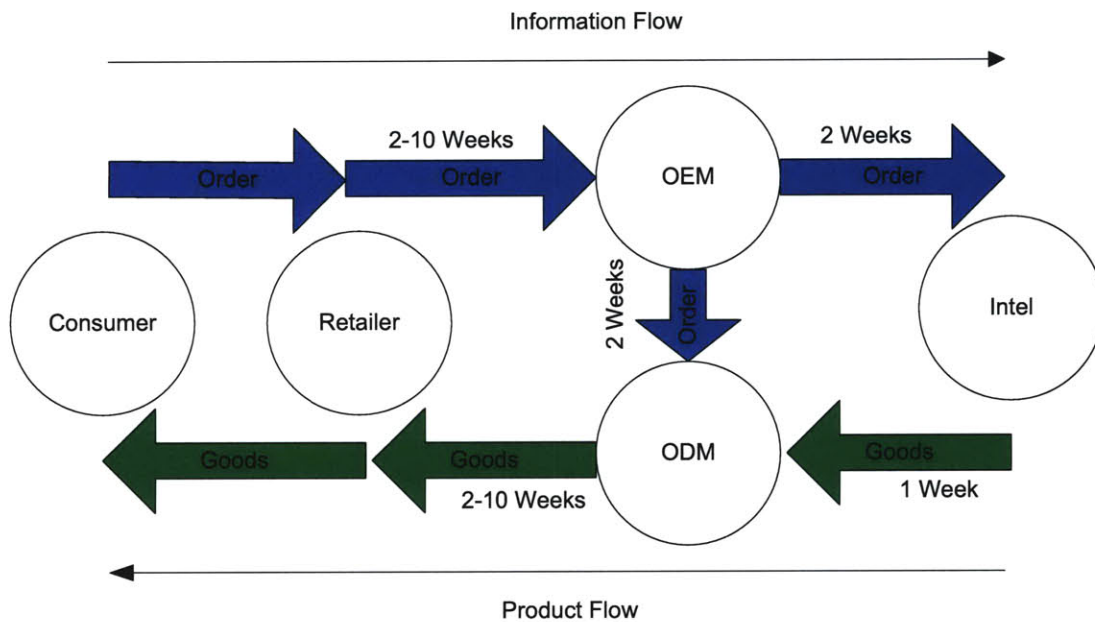 Information Flow
2-10 Weeks
2 Weeks
Order
Order
OEM
Order
2 Weeks
Order
Consumer
Retailer
Intel
Goods
Goods
ODM
Goods
2-10 Weeks
1 Week
Product Flow